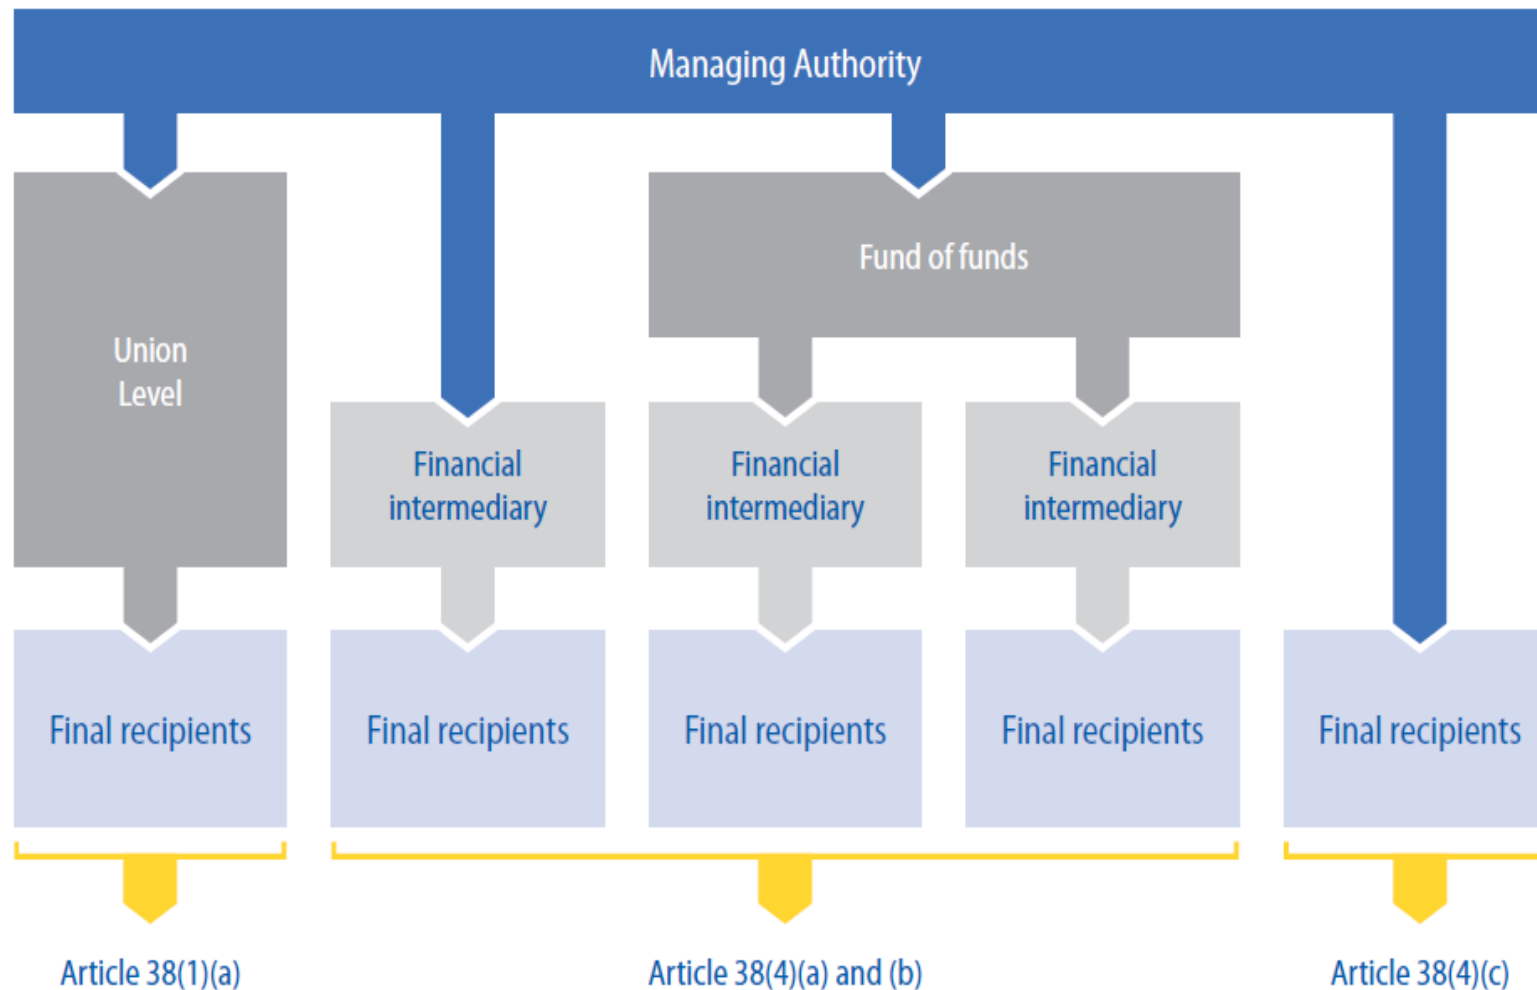 Managing Authority
Fund of funds
Union
Level
Financial
intermediary
Financial
intermediary
Financial
intermediary
Final recipients
Final recipients
Final recipients
Final recipients
Final recipients
Article 38(1)(a)
Article 38(4)(a) and (b)
Article 38(4)(c)